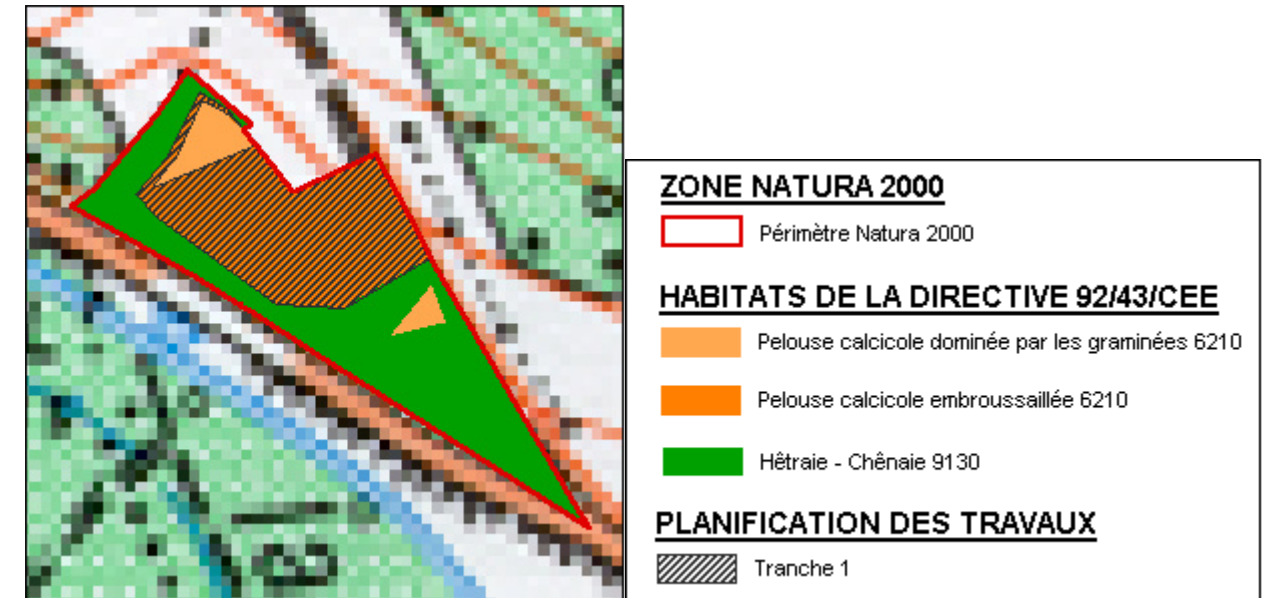 ZONE NATURA 2000
Périmètre Natura 2000
HABITATS DE LA DIRECTIVE 92/43/CEE
Pelouse calcicole dominée par les graminées 6210
Pelouse calcicole embroussaillée 6210
Hêtraie - Chênaie 9130
PLANIFICATION DES TRAVAUX
Tranche 1